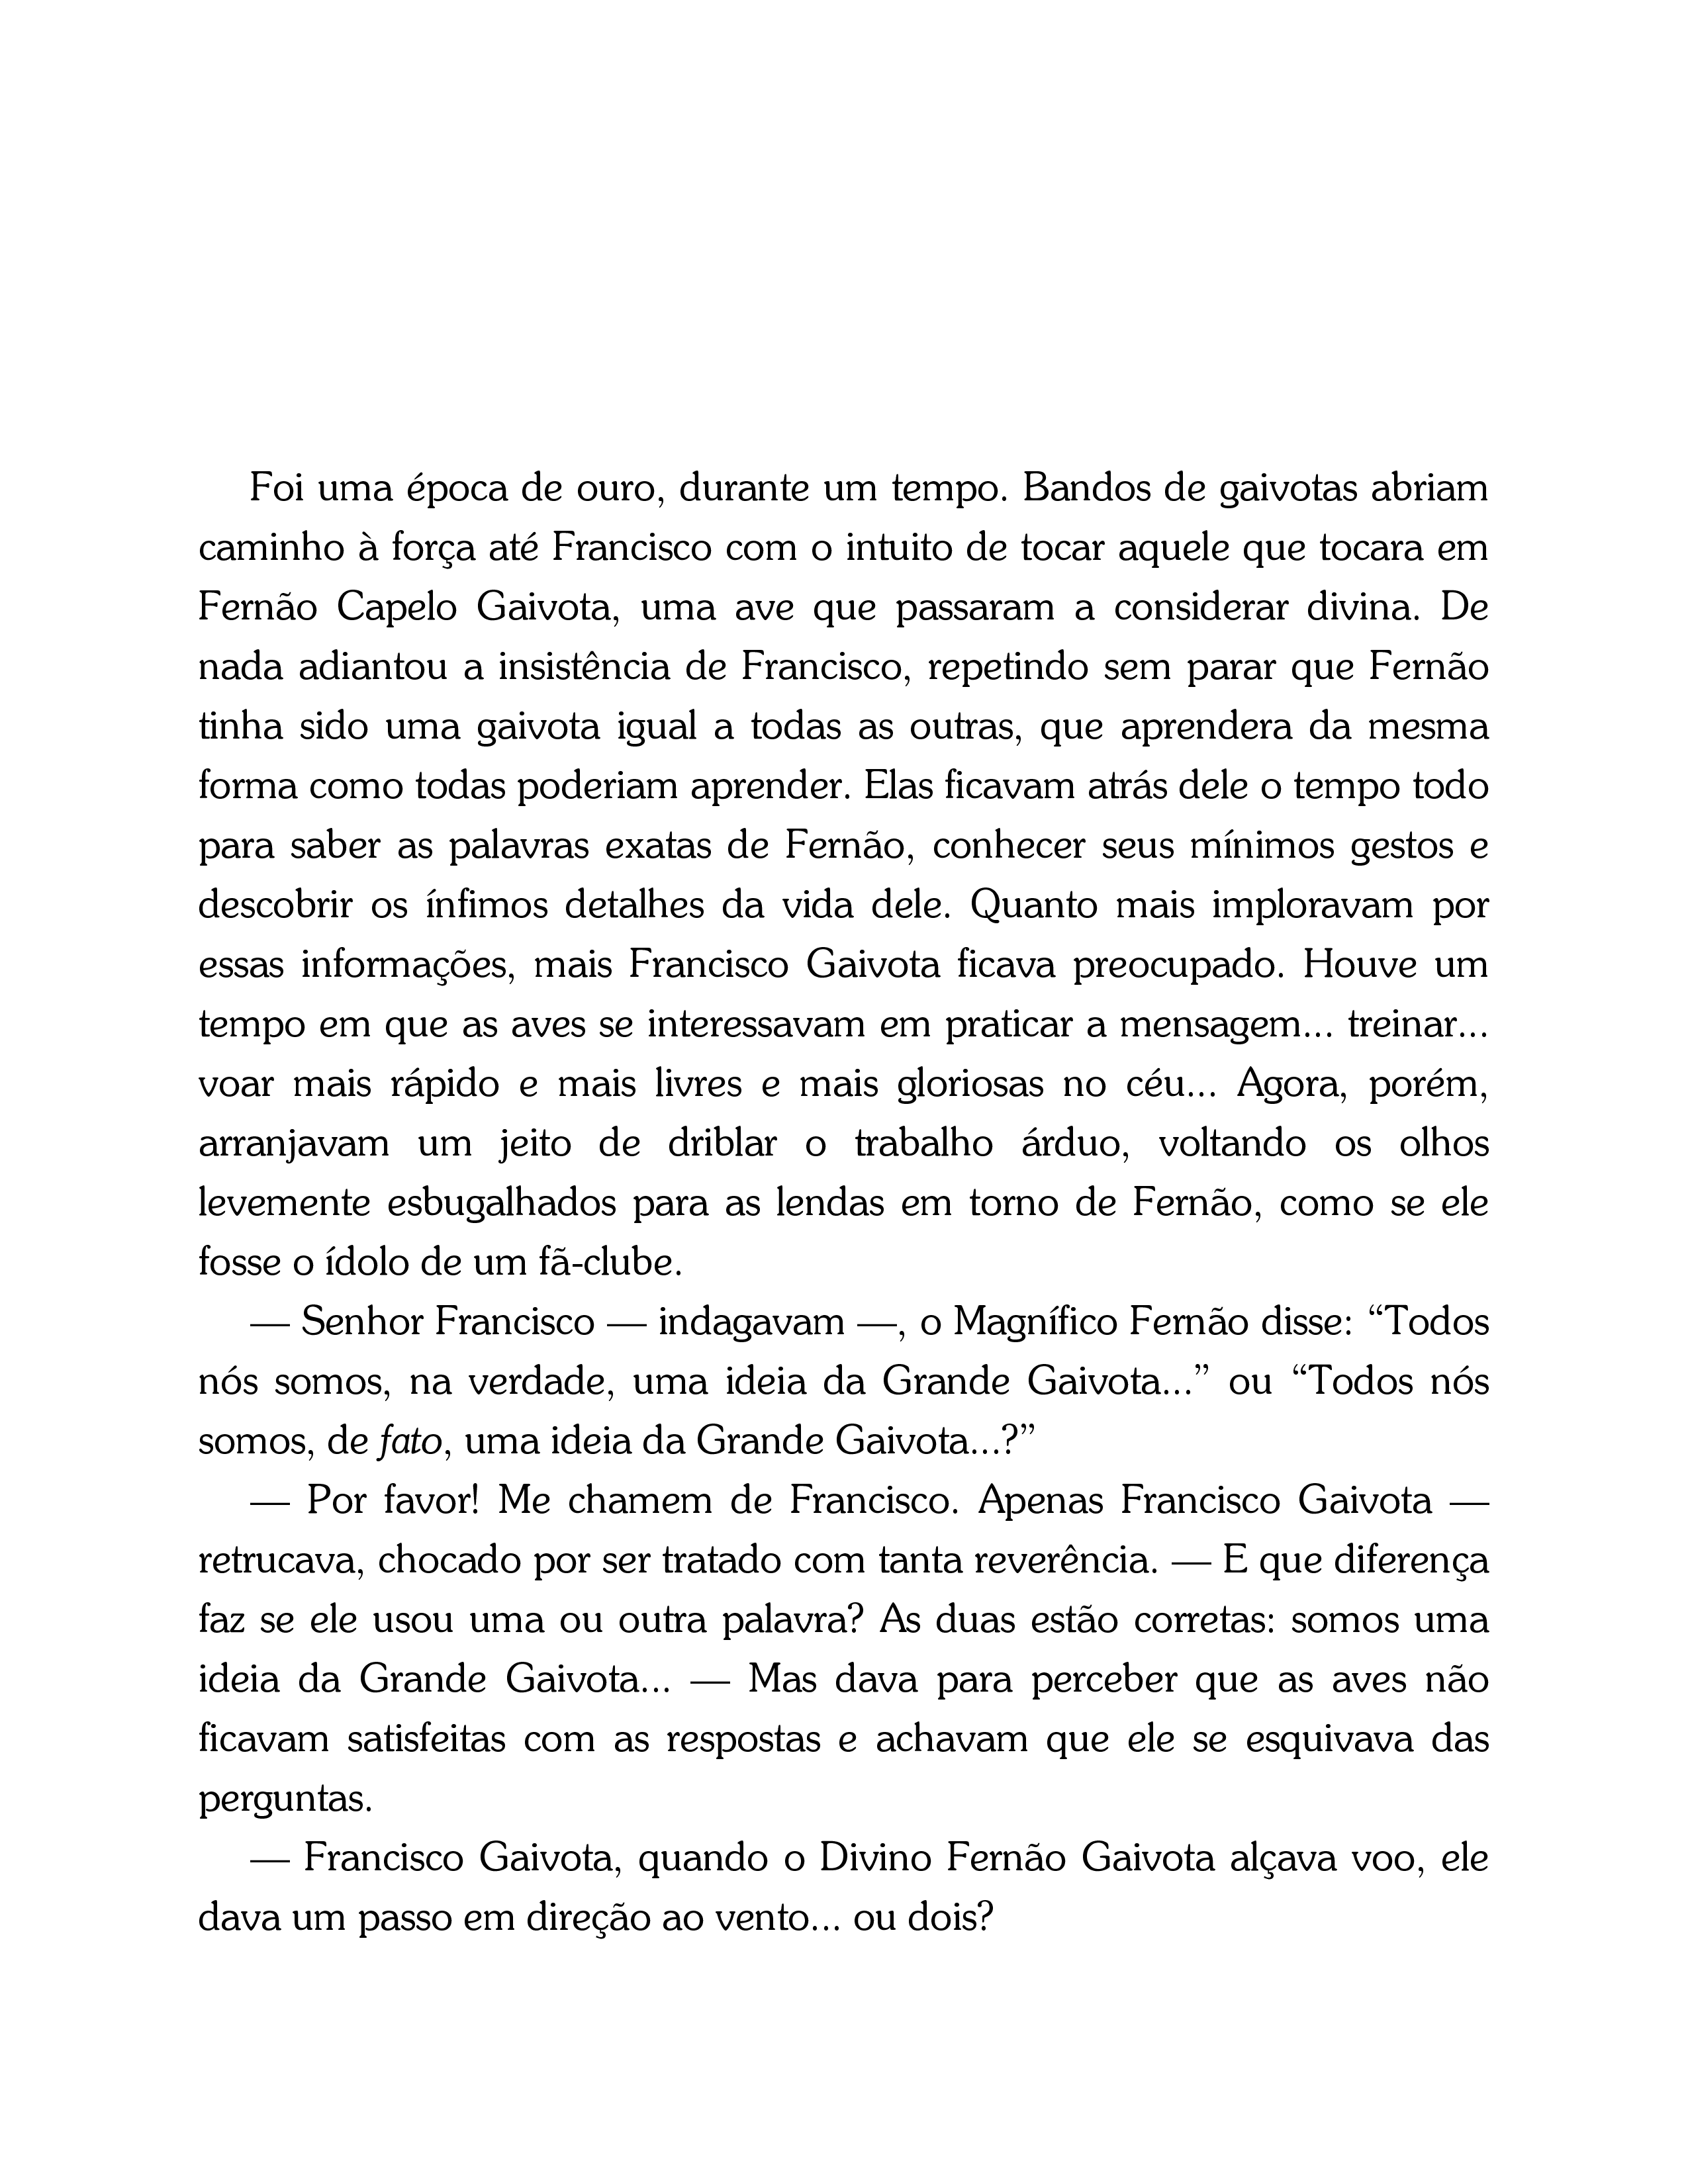 Foi uma época de ouro, durante um tempo. Bandos de gaivotas abriam
caminho à força até Francisco com o intuito de tocar aquele que tocara em
Fernão Capelo Gaivota, uma ave que passaram a considerar divina. De
nada adiantou a insistência de Francisco, repetindo sem parar que Fernão
tinha sido uma gaivota igual a todas as outras, que aprendera da mesma
forma como todas poderiam aprender. Elas ficavam atrás dele o tempo todo
para saber as palavras exatas de Fernão, conhecer seus mínimos gestos e
descobrir os ínfimos detalhes da vida dele. Quanto mais imploravam por
essas informações, mais Francisco Gaivota ficava preocupado. Houve um
tempo em que as aves se interessavam em praticar a mensagem... treinar...
voar mais rápido e mais livres e mais gloriosas no céu... Agora, porém,
arranjavam um jeito de driblar o trabalho árduo, voltando os olhos
levemente esbugalhados para as lendas em torno de Fernão, como se ele
fosse o ídolo de um fã-clube.
— Senhor Francisco — indagavam —, o Magnífico Fernão disse: “Todos
nós somos, na verdade, uma ideia da Grande Gaivota...” ou “Todos nós
somos, de fato, uma ideia da Grande Gaivota...?”
— Por favor! Me chamem de Francisco. Apenas Francisco Gaivota —
retrucava, chocado por ser tratado com tanta reverência. — E que diferença
faz se ele usou uma ou outra palavra? As duas estão corretas: somos uma
ideia da Grande Gaivota... — Mas dava para perceber que as aves não
ficavam satisfeitas com as respostas e achavam que ele se esquivava das
perguntas.
— Francisco Gaivota, quando o Divino Fernão Gaivota alçava voo, ele
dava um passo em direção ao vento... ou dois?